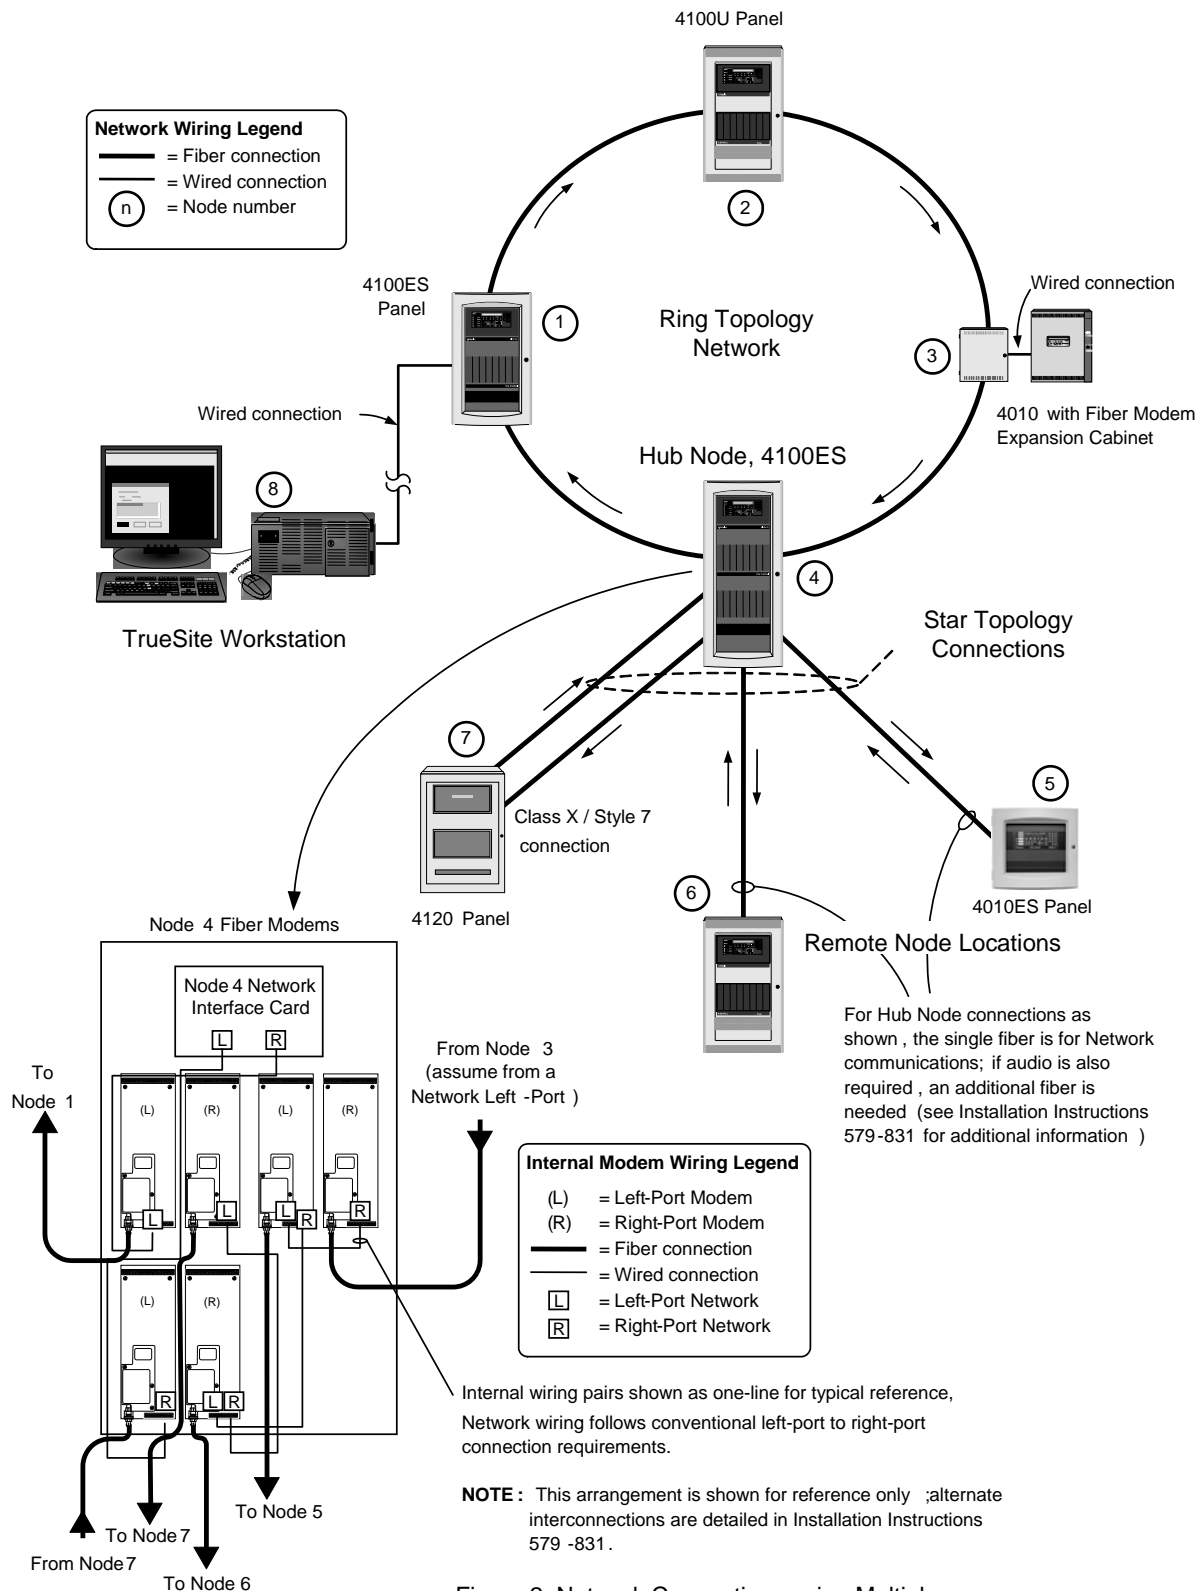 4100U Panel
Network Wiring Legend
= Fiber connection
= Wired connection
n = Node number
2
4100ES
Panel
1
Ring Topology
Network
Wired connection
3
4010 with Fiber Modem
Expansion Cabinet
Wired connection
Hub Node, 4100ES
8
4
TrueSite Workstation
Star Topology
Connections
7
5
Class X / Style 7
connection
6
4120 Panel
4010ES Panel
Remote Node Locations
Node 4 Fiber Modems
Node 4 Network
Interface Card
L R
For Hub Node connections as
shown, the single fiber is for Network
communications; if audio is also
required, an additional fiber is
needed (see Installation Instructions
579-831 for additional information)
From Node 3
(assume from a
Network Left-Port)
To
Node 1
(L) (R) (L) (R)
L L L R R
(L) (R)
R L R
Internal Modem Wiring Legend
(L) = Left-Port Modem
(R) = Right-Port Modem
= Fiber connection
= Wired connection
L = Left-Port Network
R = Right-Port Network
Internal wiring pairs shown as one-line for typical reference,
Network wiring follows conventional left-port to right-port
connection requirements.
To Node 5
To Node 7
From Node 7
To Node 6
NOTE: This arrangement is shown for reference only ;alternate
interconnections are detailed in Installation Instructions
579-831.